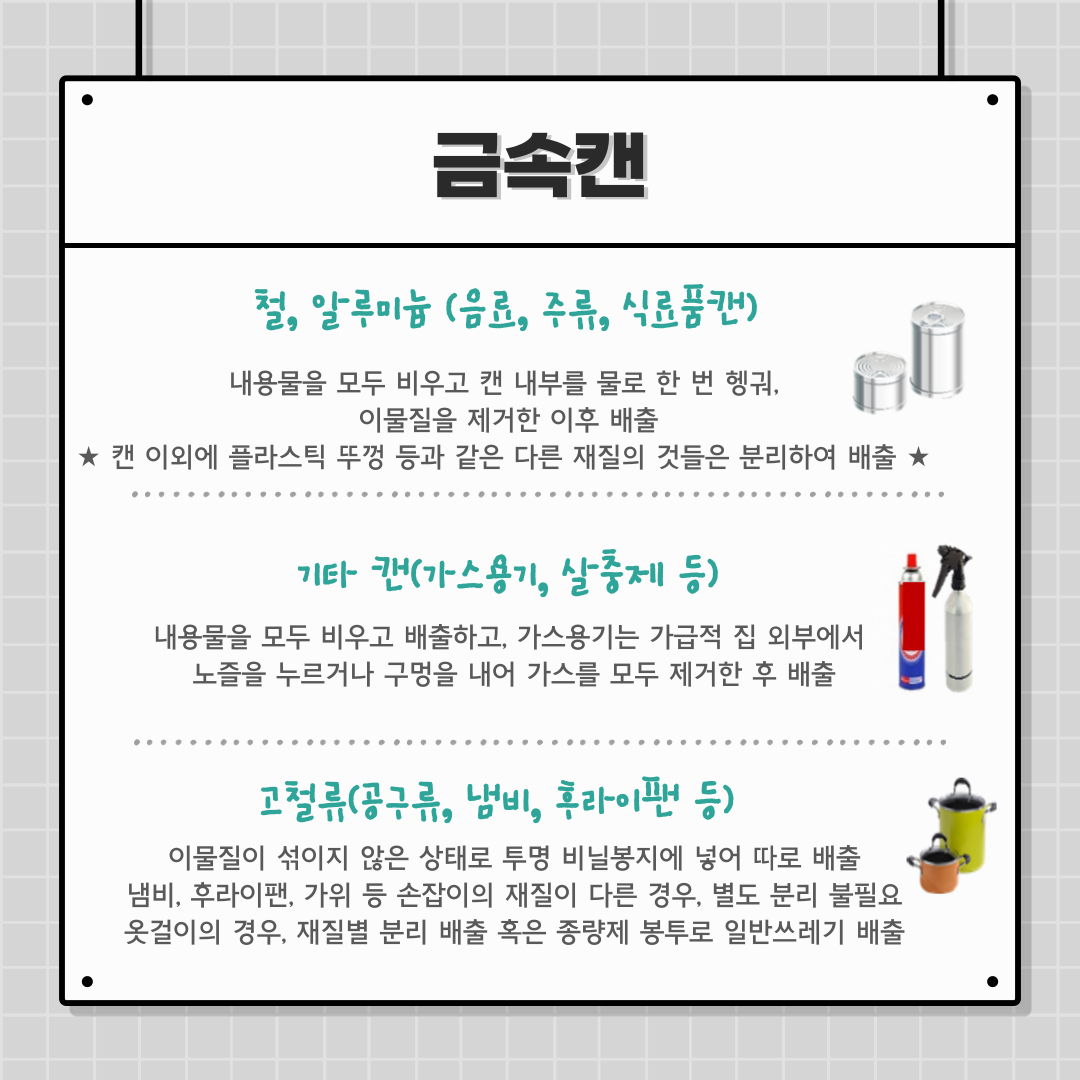 금속캔
철, 알루미늄 (음료, 주류, 식료품캔)
내용물을 모두 비우고 캔 내부를 물로 한 번 헹궈,
이물질을 제거한 이후 배출
★ 캔 이외에 플라스틱 뚜껑 등과 같은 다른 재질의 것들은 분리하여 배출 ★
기타 캔(가스용기, 살충제 등)
내용물을 모두 비우고 배출하고, 가스용기는 가급적 집 외부에서
노즐을 누르거나 구멍을 내어 가스를 모두 제거한 후 배출
고철류(공구류, 냄비, 후라이팬 등)
이물질이 섞이지 않은 상태로 투명 비닐봉지에 넣어 따로 배출
냄비, 후라이팬, 가위 등 손잡이의 재질이 다른 경우, 별도 분리 불필요
옷걸이의 경우, 재질별 분리 배출 혹은 종량제 봉투로 일반쓰레기 배출